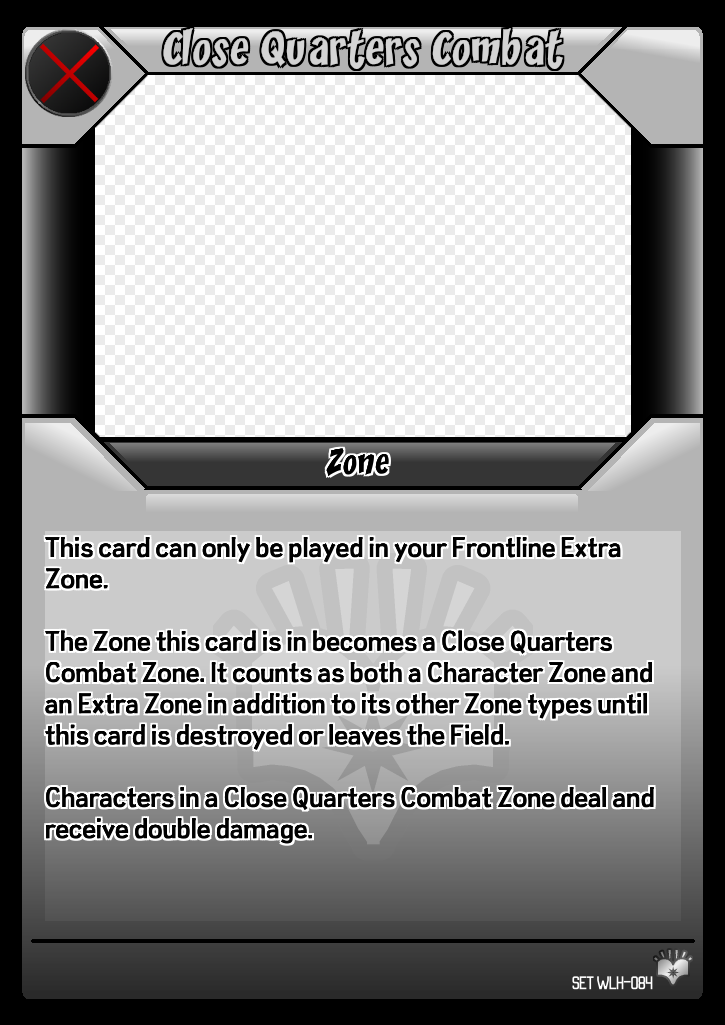 Close Quarters Combat
Zone
This card can only be played in your Frontline Extra
Zone.
The Zone this card is in becomes a Close Quarters
Combat Zone. It counts as both a Character Zone and
an Extra Zone in addition to its other Zone types until
this card is destroyed or leaves the Field.
Characters in a Close Quarters Combat Zone deal and
receive double damage.
SET WLH-084